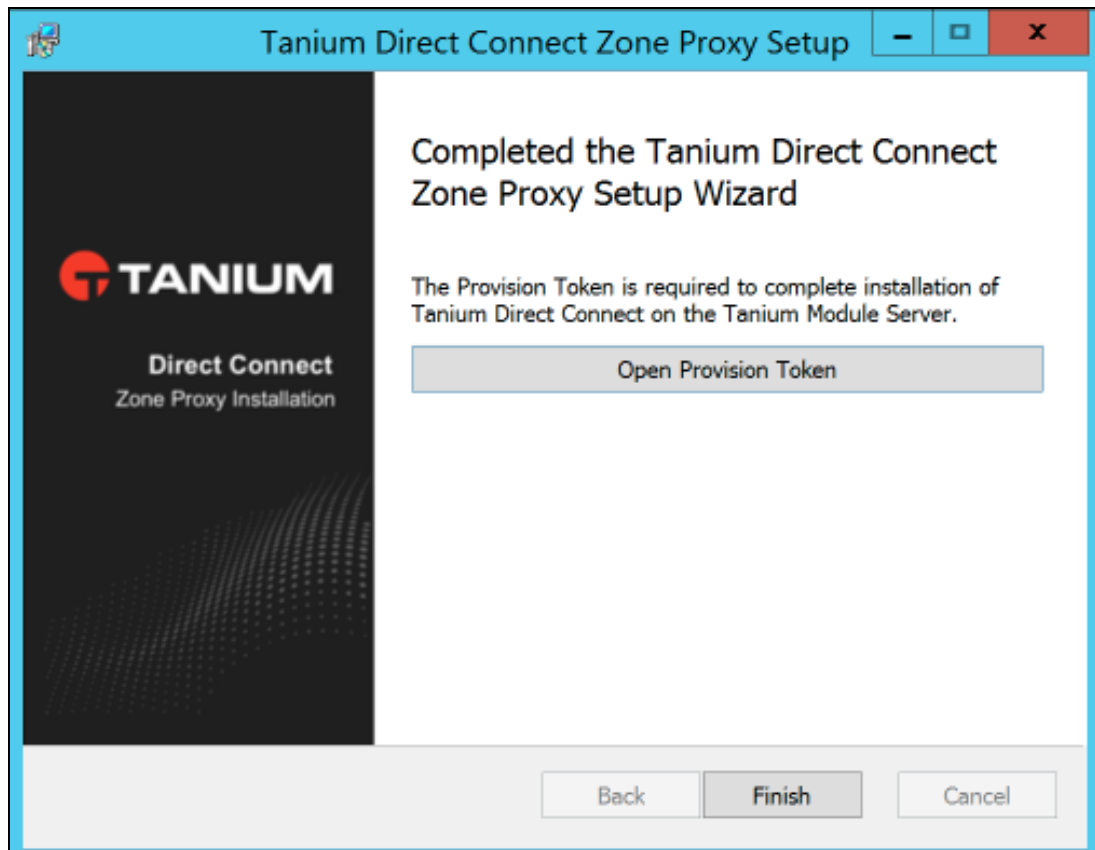 Tanium Direct Connect Zone Proxy Setup
Completed the Tanium Direct Connect
Zone Proxy Setup Wizard
TANIUM
The Provision Token is required to complete installation of
Tanium Direct Connect on the Tanium Module Server.
Direct Connect
Zone Proxy Installation
Open Provision Token
Back
Finish
Cancel